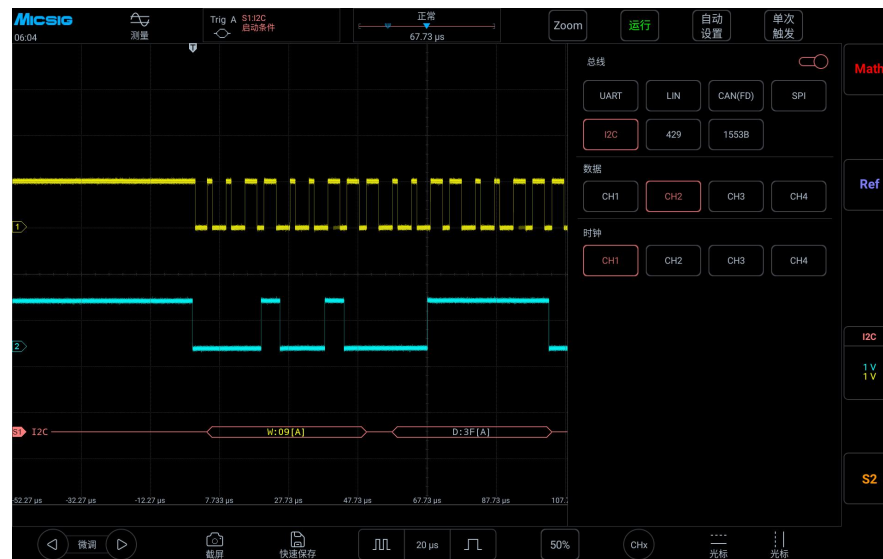 Micsig
06:04
测量
Trig A S1:I2C
启动条件
正常
67.73 μs
Zoom
运行
自动
设置
单次
触发
T
总线
UART LIN CAN(FD) SPI
I2C 429 1553B
数据
CH1 CH2 CH3 CH4
时钟
CH1 CH2 CH3 CH4
Math
Ref
I2C
1 V
1 V
S2
1
2
S1 I2C W:09[A] D:3F[A]
-52.27 μs -32.27 μs -12.27 μs 7.733 μs 27.73 μs 47.73 μs 67.73 μs 87.73 μs 107.
微调
截屏
快速保存
20 μs
50%
CHx
光标
光标